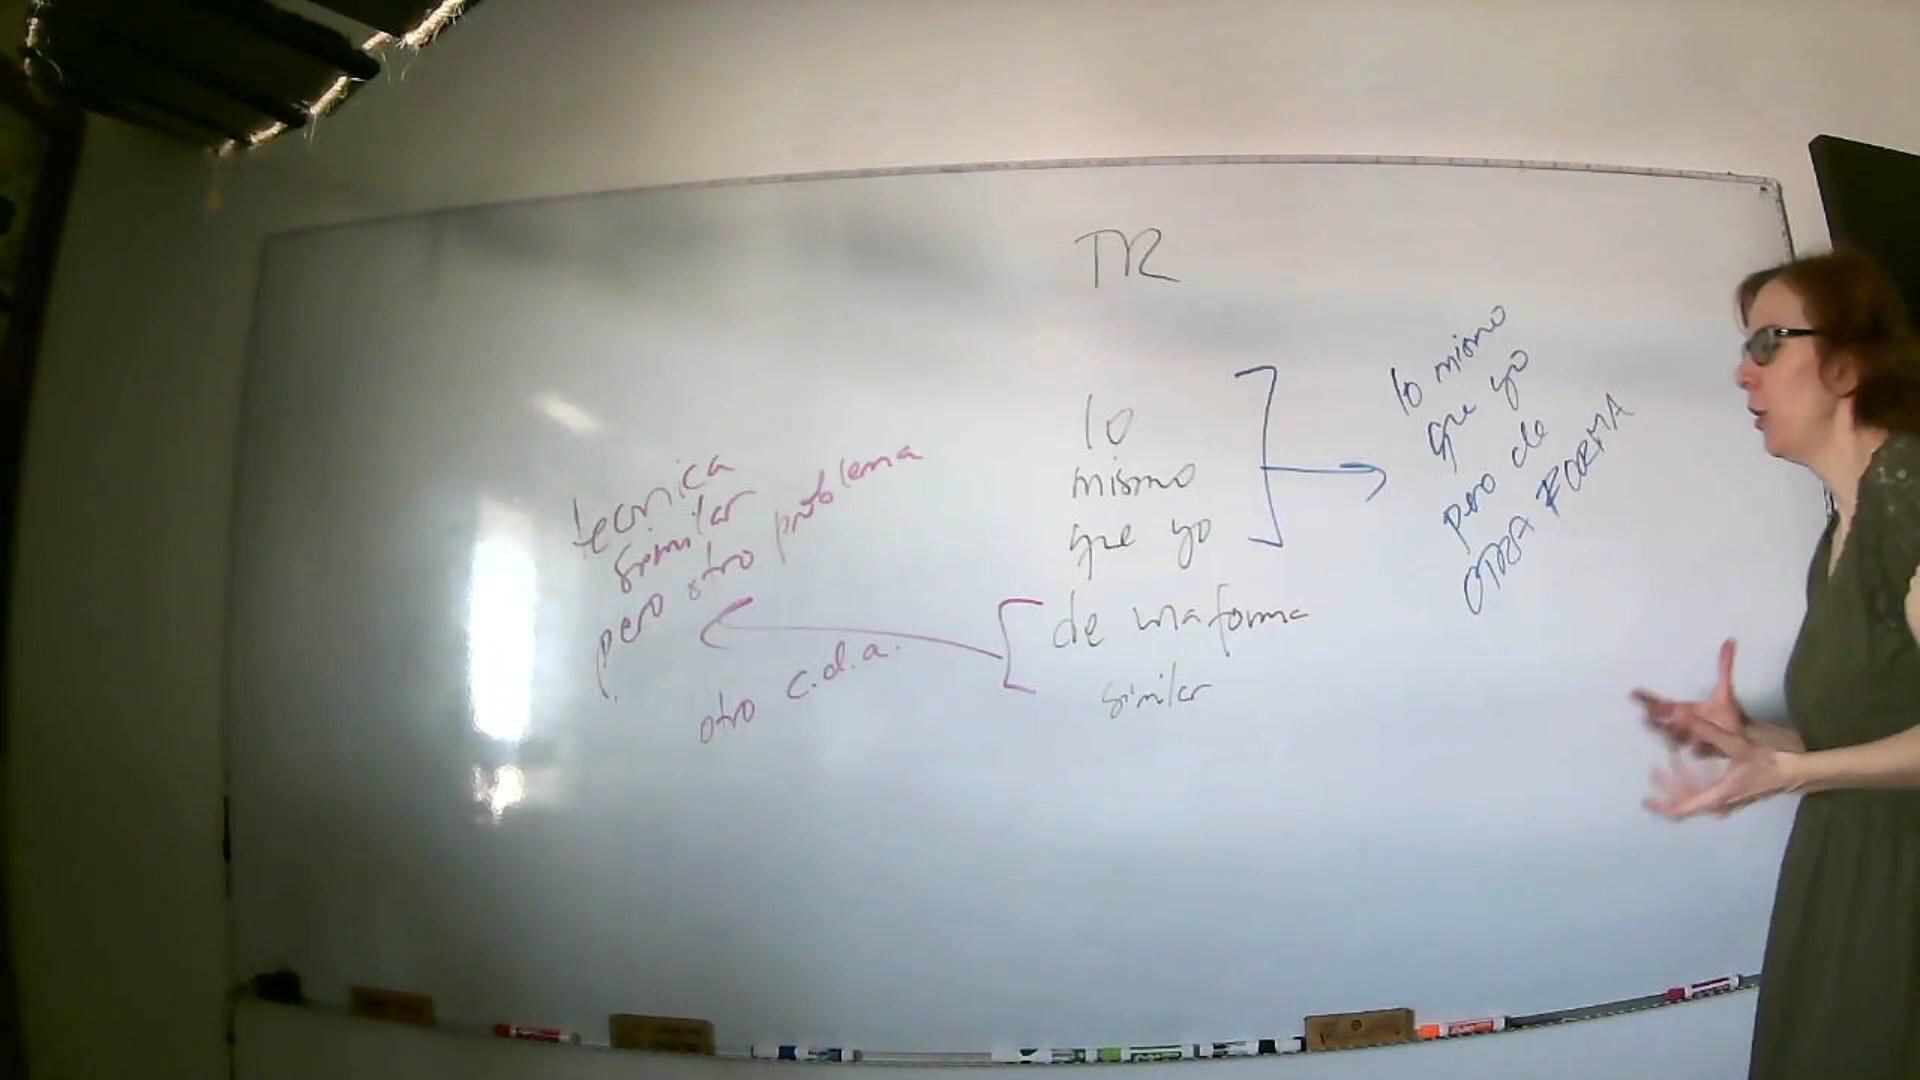 TR
lo
mismo
que yo
de una forma
similar
lo mismo
que yo
pero de
OTRA FORMA
tecnica
similar
pero otro problema
otro c.d.a.